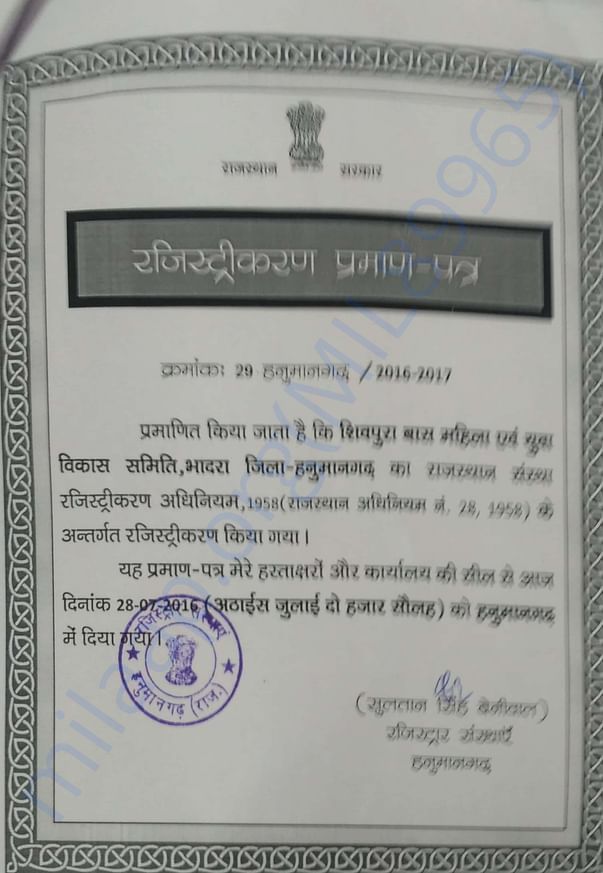 राजस्थान सरकार
रजिस्ट्रीकरण प्रमाण-पत्र
क्रमांकः 29 हनुमानगढ़ / 2016-2017
प्रमाणित किया जाता है कि शिवपुरा बास महिला एवं युवा
विकास समिति,भादरा जिला-हनुमानगढ़ का राजस्थान संस्था
रजिस्ट्रीकरण अधिनियम,1958(राजस्थान अधिनियम नं. 28, 1958) के
अन्तर्गत रजिस्ट्रीकरण किया गया।
यह प्रमाण-पत्र मेरे हस्ताक्षरों और कार्यालय की सील से आज
दिनांक 28-07-2016 (अठाईस जुलाई दो हजार सौलह) को हनुमानगढ़
में दिया गया।
रजिस्ट्रार संस्थाएं
हनुमानगढ़ (राज.)
(सुलतान सिंह बेनीवाल)
रजिस्ट्रार संस्थाएँ
हनुमानगढ़